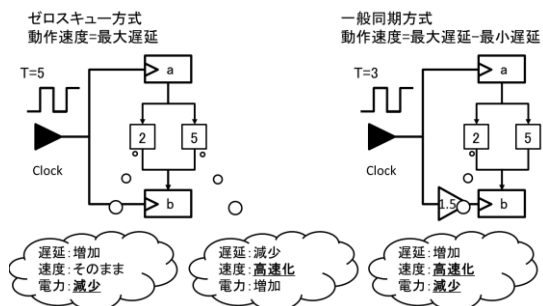 ゼロスキュー方式
動作速度=最大遅延
T=5
a
2
5
Clock
b
遅延:増加
速度:そのまま
電力:減少
遅延:減少
速度:高速化
電力:増加
一般同期方式
動作速度=最大遅延-最小遅延
T=3
a
2
5
Clock
1.5
b
遅延:増加
速度:高速化
電力:減少